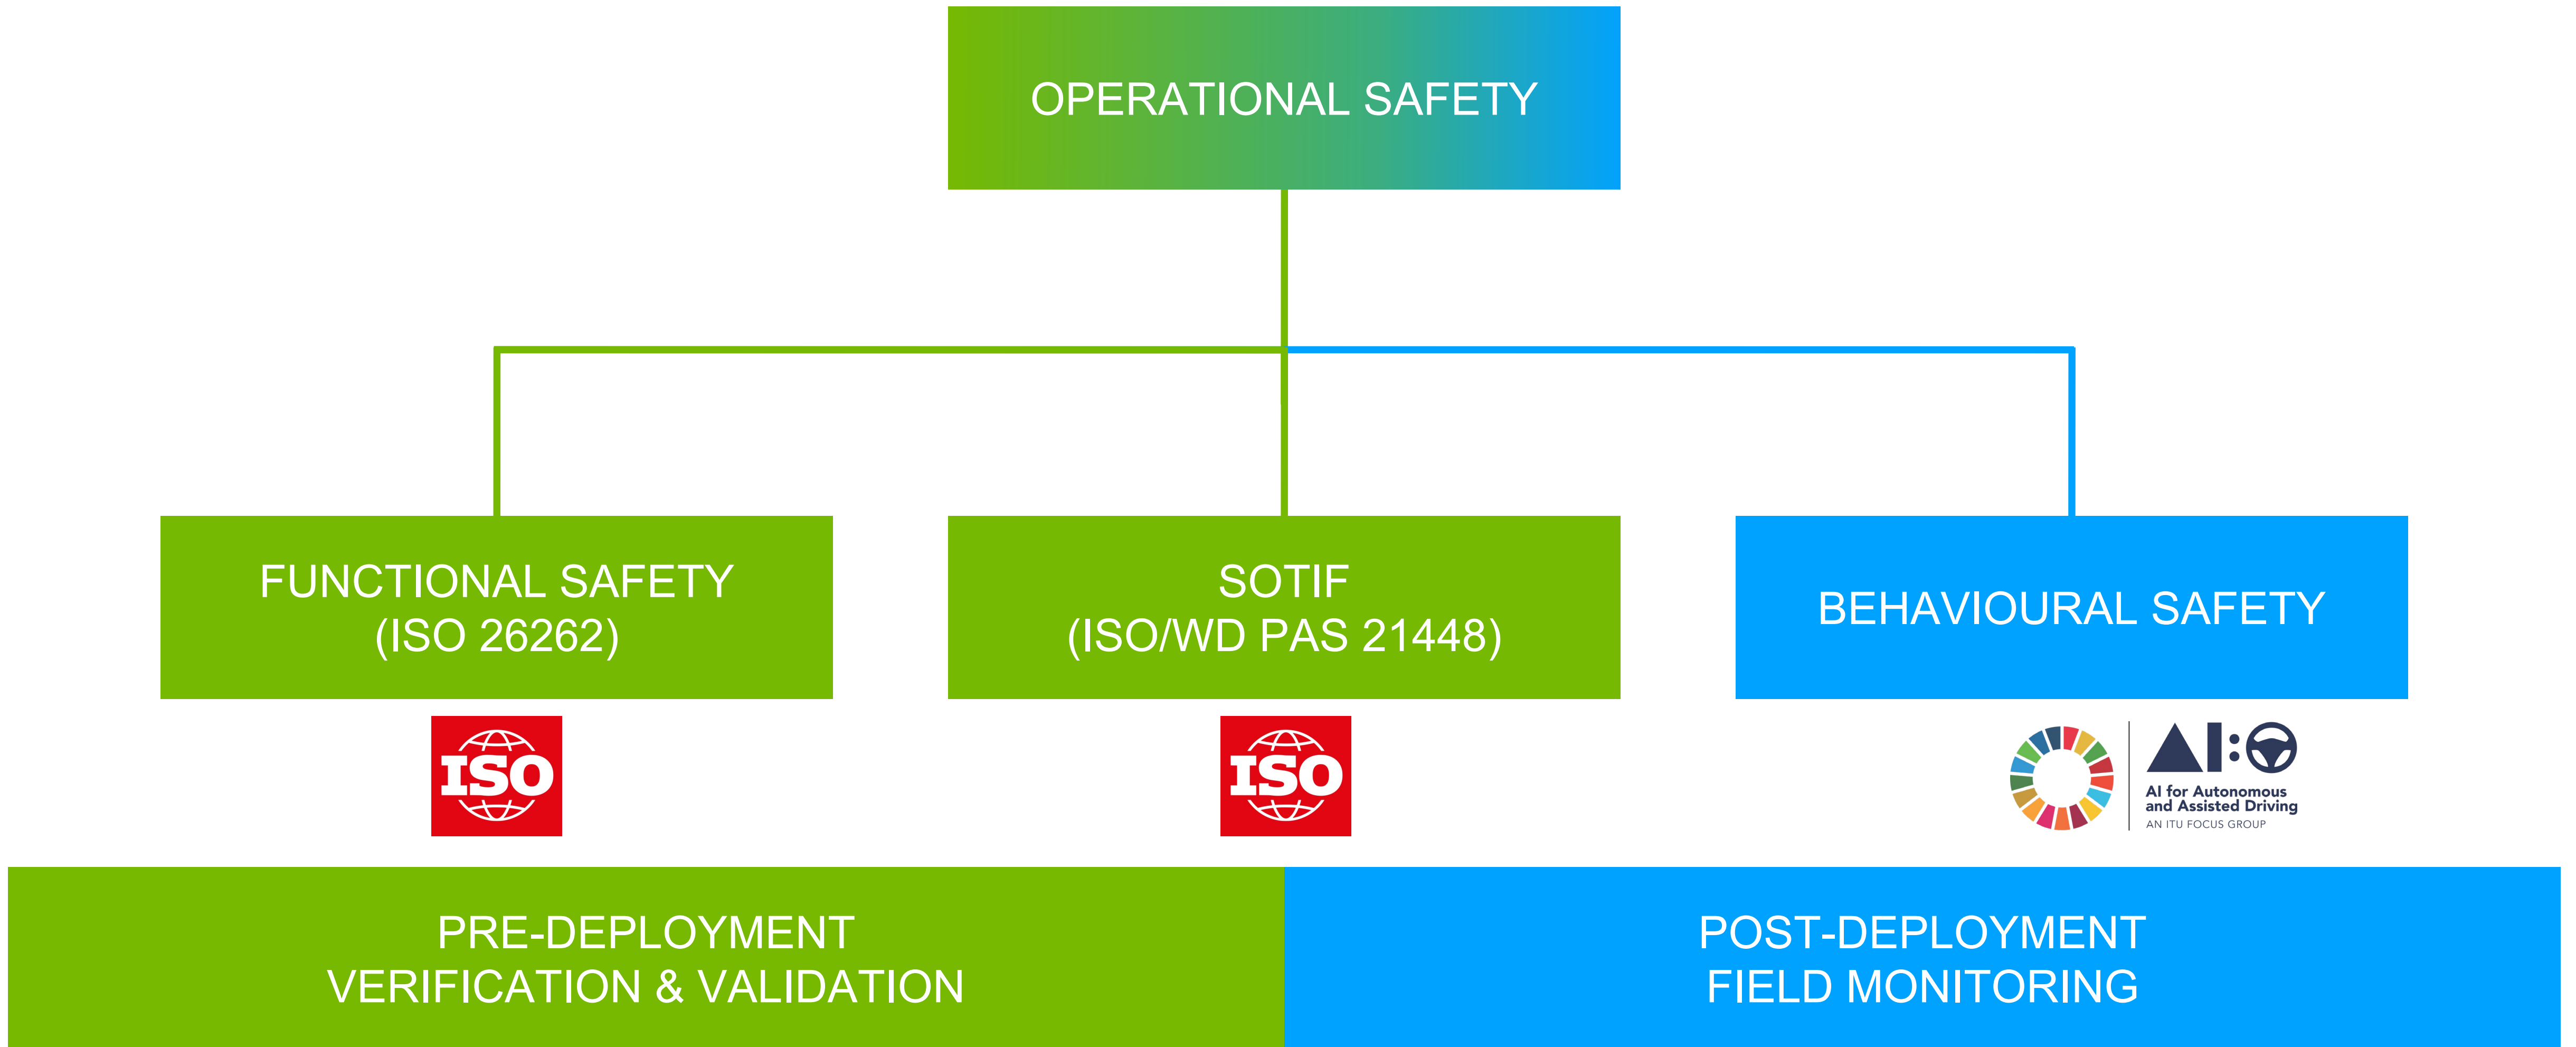 OPERATIONAL SAFETY
FUNCTIONAL SAFETY
(ISO 26262)
SOTIF
(ISO/WD PAS 21448)
BEHAVIOURAL SAFETY
ISO
ISO
AI:
AI for Autonomous
and Assisted Driving
AN ITU FOCUS GROUP
PRE-DEPLOYMENT
VERIFICATION & VALIDATION
POST-DEPLOYMENT
FIELD MONITORING